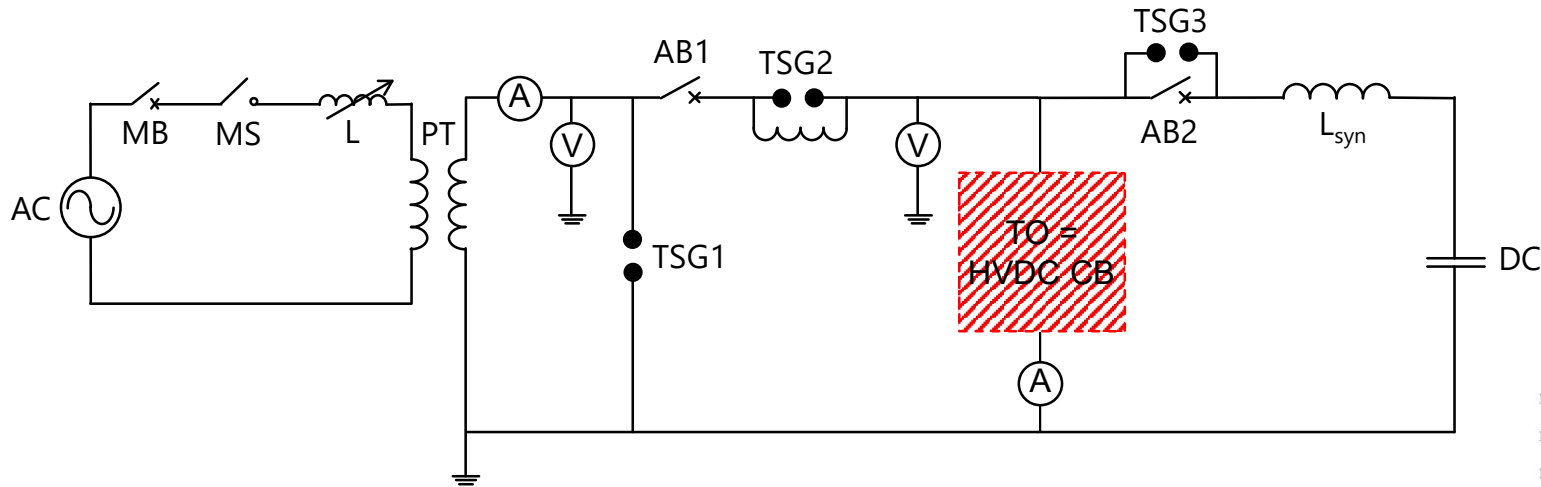 TSG3
AB1
TSG2
A
MB
MS
L
PT
V
V
AB2
Lsyn
AC
TSG1
TO =
HVDC CB
DC
A